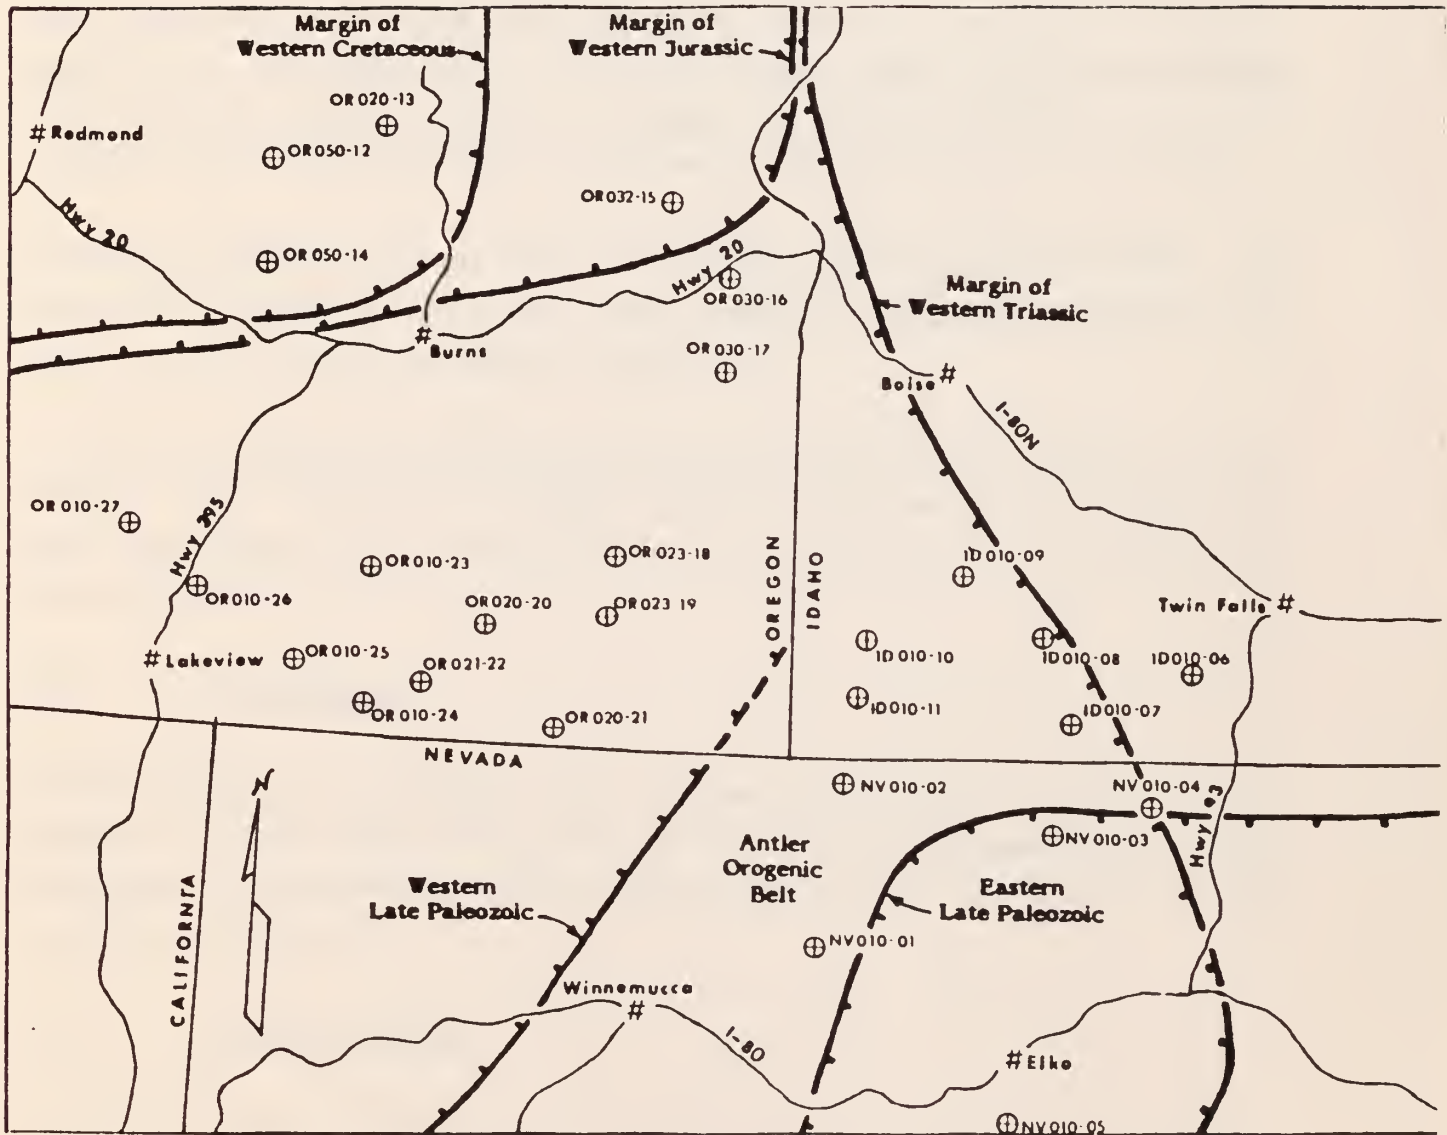 Margin of
Western Cretaceous
Margin of
Western Jurassic
OR 020-13
# Redmond
OR 050-12
OR 032-15
Hwy 20
OR 050-14
Hwy 20
OR 030-16
Margin of
Western Triassic
#
Burns
OR 030-17
Boise #
I-80N
OR 010-27
Hwy 395
OR 010-23
OR 023-18
ID 010-09
OREGON
IDAHO
OR 010-26
OR 020-20
OR 023 19
Twin Falls #
# Lakeview
OR 010-25
OR 021-22
ID 010-10
ID 010-08
ID 010-06
OR 010-24
OR 020-21
ID 010-11
ID 010-07
NEVADA
N
NV 010-02
NV 010-04
Hwy 93
NV 010-03
Antler
Orogenic
Belt
Western
Late Paleozoic
Eastern
Late Paleozoic
CALIFORNIA
NV 010-01
Winnemucca
#
I-80
# Elko
NV 010-05